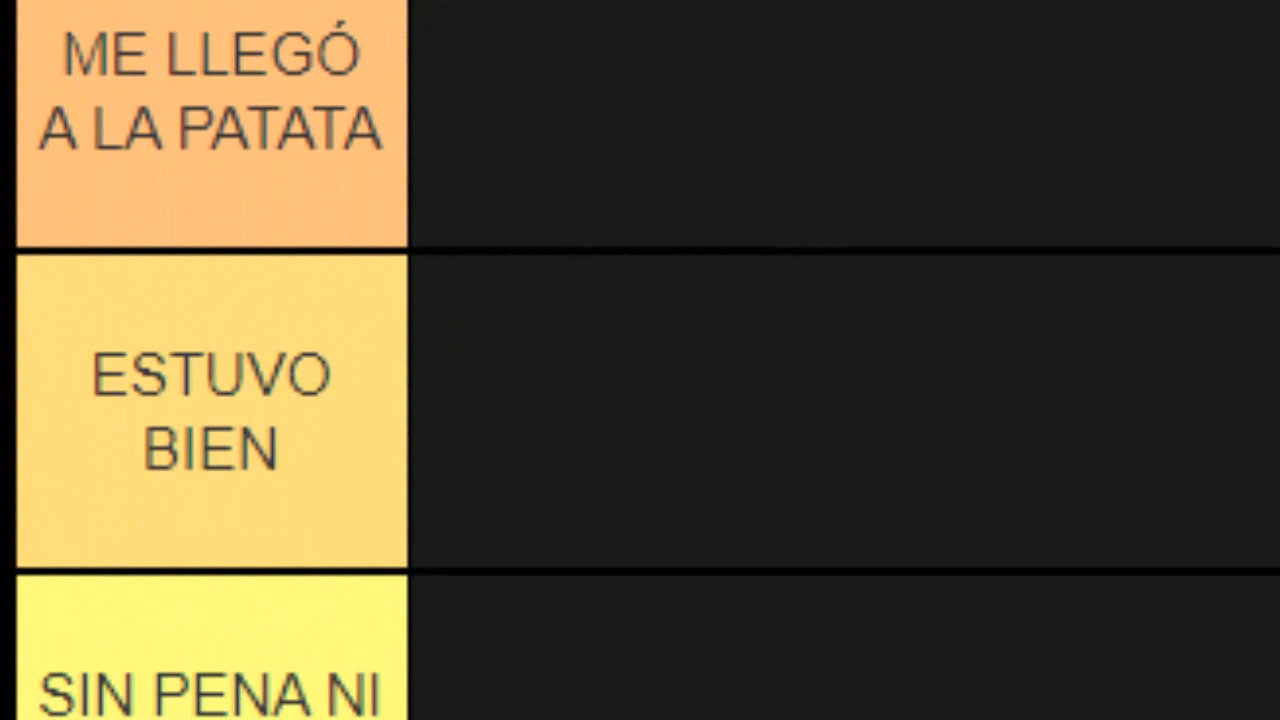 ME LLEGÓ
A LA PATATA
ESTUVO
BIEN
SIN PENA NI